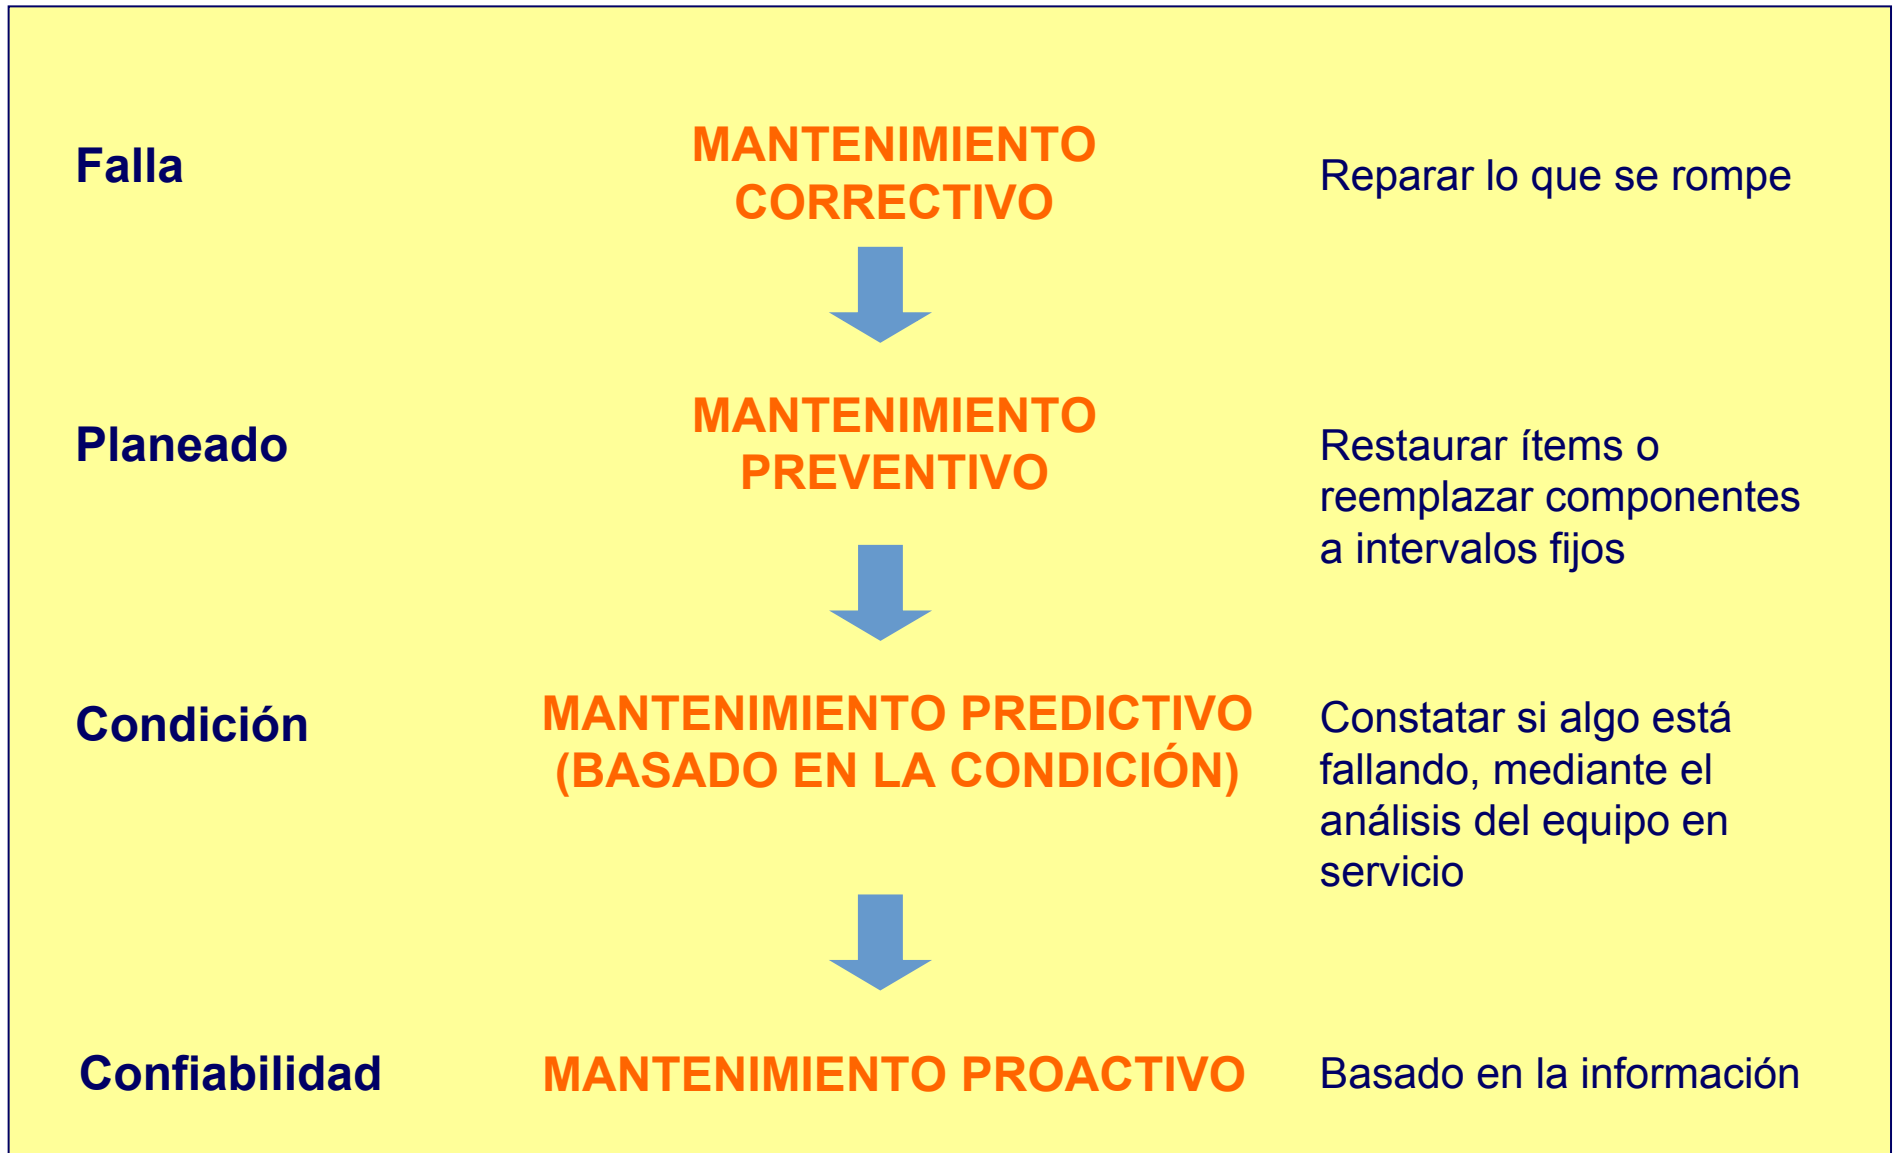 Falla
MANTENIMIENTO
CORRECTIVO
Reparar lo que se rompe
Planeado
MANTENIMIENTO
PREVENTIVO
Restaurar ítems o
reemplazar componentes
a intervalos fijos
Condición
MANTENIMIENTO PREDICTIVO
(BASADO EN LA CONDICIÓN)
Constatar si algo está
fallando, mediante el
análisis del equipo en
servicio
Confiabilidad
MANTENIMIENTO PROACTIVO
Basado en la información